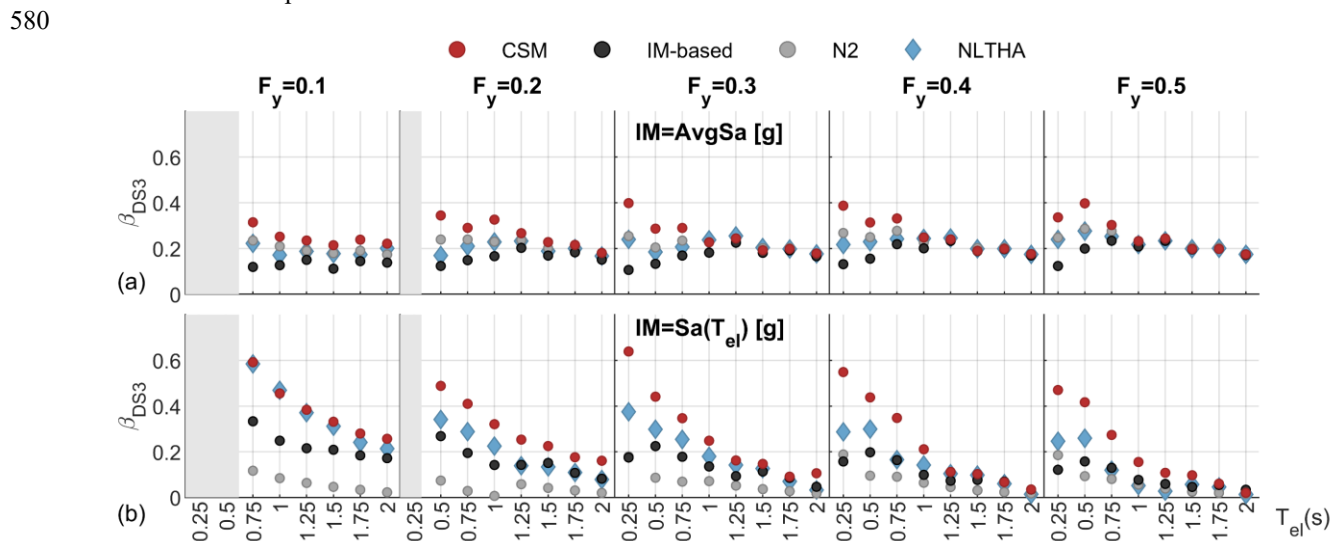 580
CSM IM-based N2 NLTHA
F_y=0.1 F_y=0.2 F_y=0.3 F_y=0.4 F_y=0.5
IM=AvgSa [g]
0.6
0.4
0.2
0
β_DS3
(a)
IM=Sa(T_el) [g]
0.6
0.4
0.2
0
β_DS3
(b)
0.25 0.5 0.75 1 1.25 1.5 1.75 2 0.25 0.5 0.75 1 1.25 1.5 1.75 2 0.25 0.5 0.75 1 1.25 1.5 1.75 2 0.25 0.5 0.75 1 1.25 1.5 1.75 2 0.25 0.5 0.75 1 1.25 1.5 1.75 2 T_el(s)